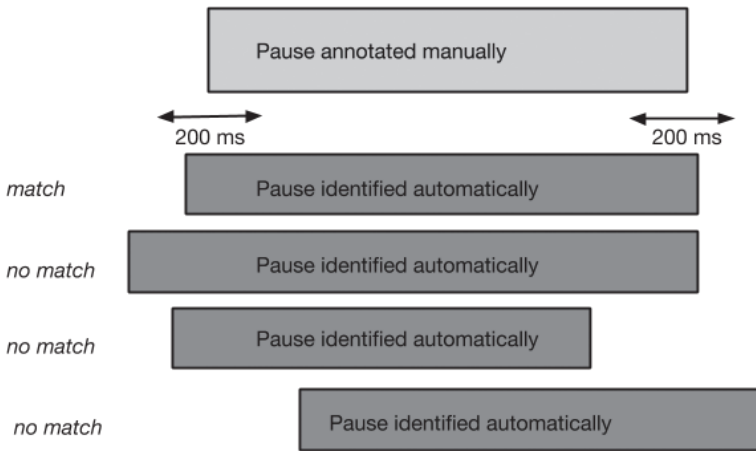 Pause annotated manually
200 ms
200 ms
match
Pause identified automatically
no match
Pause identified automatically
no match
Pause identified automatically
no match
Pause identified automatically